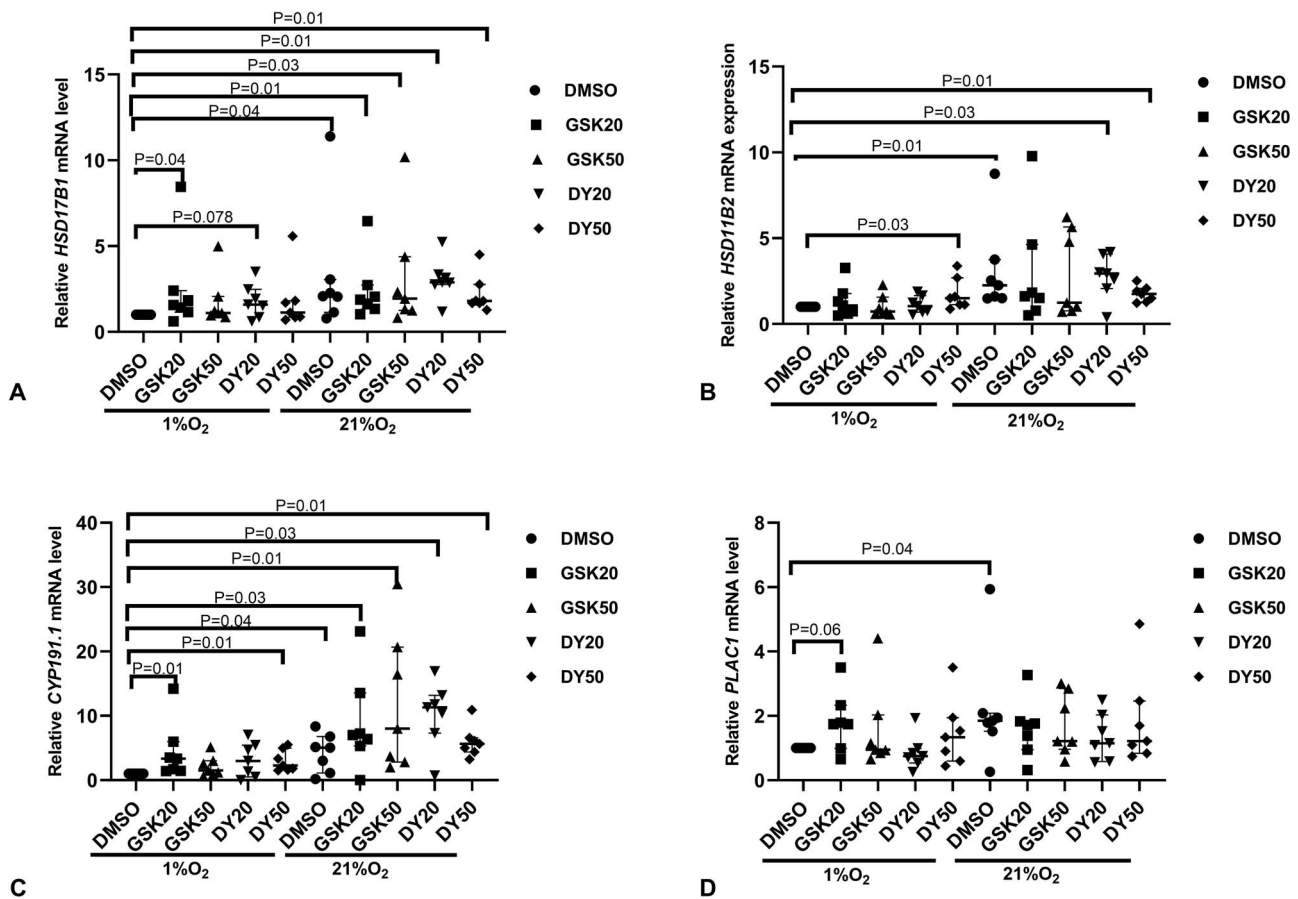 P=0.01
P=0.01
P=0.03
P=0.01
P=0.04
P=0.04
P=0.078
Relative HSD17B1 mRNA level
15
10
5
0
DMSO
GSK20
GSK50
DY20
DY50
DMSO
GSK20
GSK50
DY20
DY50
1%O₂
21%O₂
DMSO
GSK20
GSK50
DY20
DY50
A
P=0.01
P=0.03
P=0.01
P=0.03
Relative HSD11B2 mRNA expression
15
10
5
0
DMSO
GSK20
GSK50
DY20
DY50
DMSO
GSK20
GSK50
DY20
DY50
1%O₂
21%O₂
DMSO
GSK20
GSK50
DY20
DY50
B
P=0.01
P=0.03
P=0.01
P=0.03
P=0.04
P=0.01
P=0.01
Relative CYP191.1 mRNA level
40
30
20
10
0
DMSO
GSK20
GSK50
DY20
DY50
DMSO
GSK20
GSK50
DY20
DY50
1%O₂
21%O₂
DMSO
GSK20
GSK50
DY20
DY50
C
P=0.04
P=0.06
Relative PLAC1 mRNA level
8
6
4
2
0
DMSO
GSK20
GSK50
DY20
DY50
DMSO
GSK20
GSK50
DY20
DY50
1%O₂
21%O₂
DMSO
GSK20
GSK50
DY20
DY50
D